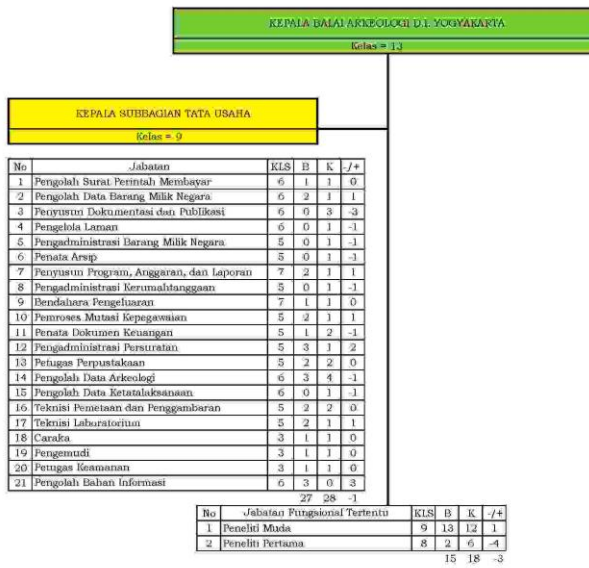 KEPALA BALAI ARKEOLOGI D.I. YOGYAKARTA
Kelas = 13
KEPALA SUBBAGIAN TATA USAHA
Kelas = 9
No Jabatan KLS B K -/+
1 Pengolah Surat Perintah Membayar 6 1 1 0
2 Pengolah Data Barang Milik Negara 6 2 1 1
3 Penyusun Dokumentasi dan Publikasi 6 0 3 -3
4 Pengelola Laman 6 0 1 -1
5 Pengadministrasi Barang Milik Negara 5 0 1 -1
6 Penata Arsip 5 0 1 -1
7 Penyusun Program, Anggaran, dan Laporan 7 2 1 1
8 Pengadministrasi Kerumahtanggaan 5 0 1 -1
9 Bendahara Pengeluaran 7 1 1 0
10 Pemroses Mutasi Kepegawaian 5 2 1 1
11 Penata Dokumen Keuangan 5 1 2 -1
12 Pengadministrasi Persuratan 5 3 1 2
13 Petugas Perpustakaan 5 2 2 0
14 Pengolah Data Arkeologi 6 3 4 -1
15 Pengolah Data Ketatalaksanaan 6 0 1 -1
16 Teknisi Pemetaan dan Penggambaran 5 2 2 0
17 Teknisi Laboratorium 5 2 1 1
18 Caraka 3 1 1 0
19 Pengemudi 3 1 1 0
20 Petugas Keamanan 3 1 1 0
21 Pengolah Bahan Informasi 6 3 0 3
27 28 -1
No Jabatan Fungsional Tertentu KLS B K -/+
1 Peneliti Muda 9 13 12 1
2 Peneliti Pertama 8 2 6 -4
15 18 -3